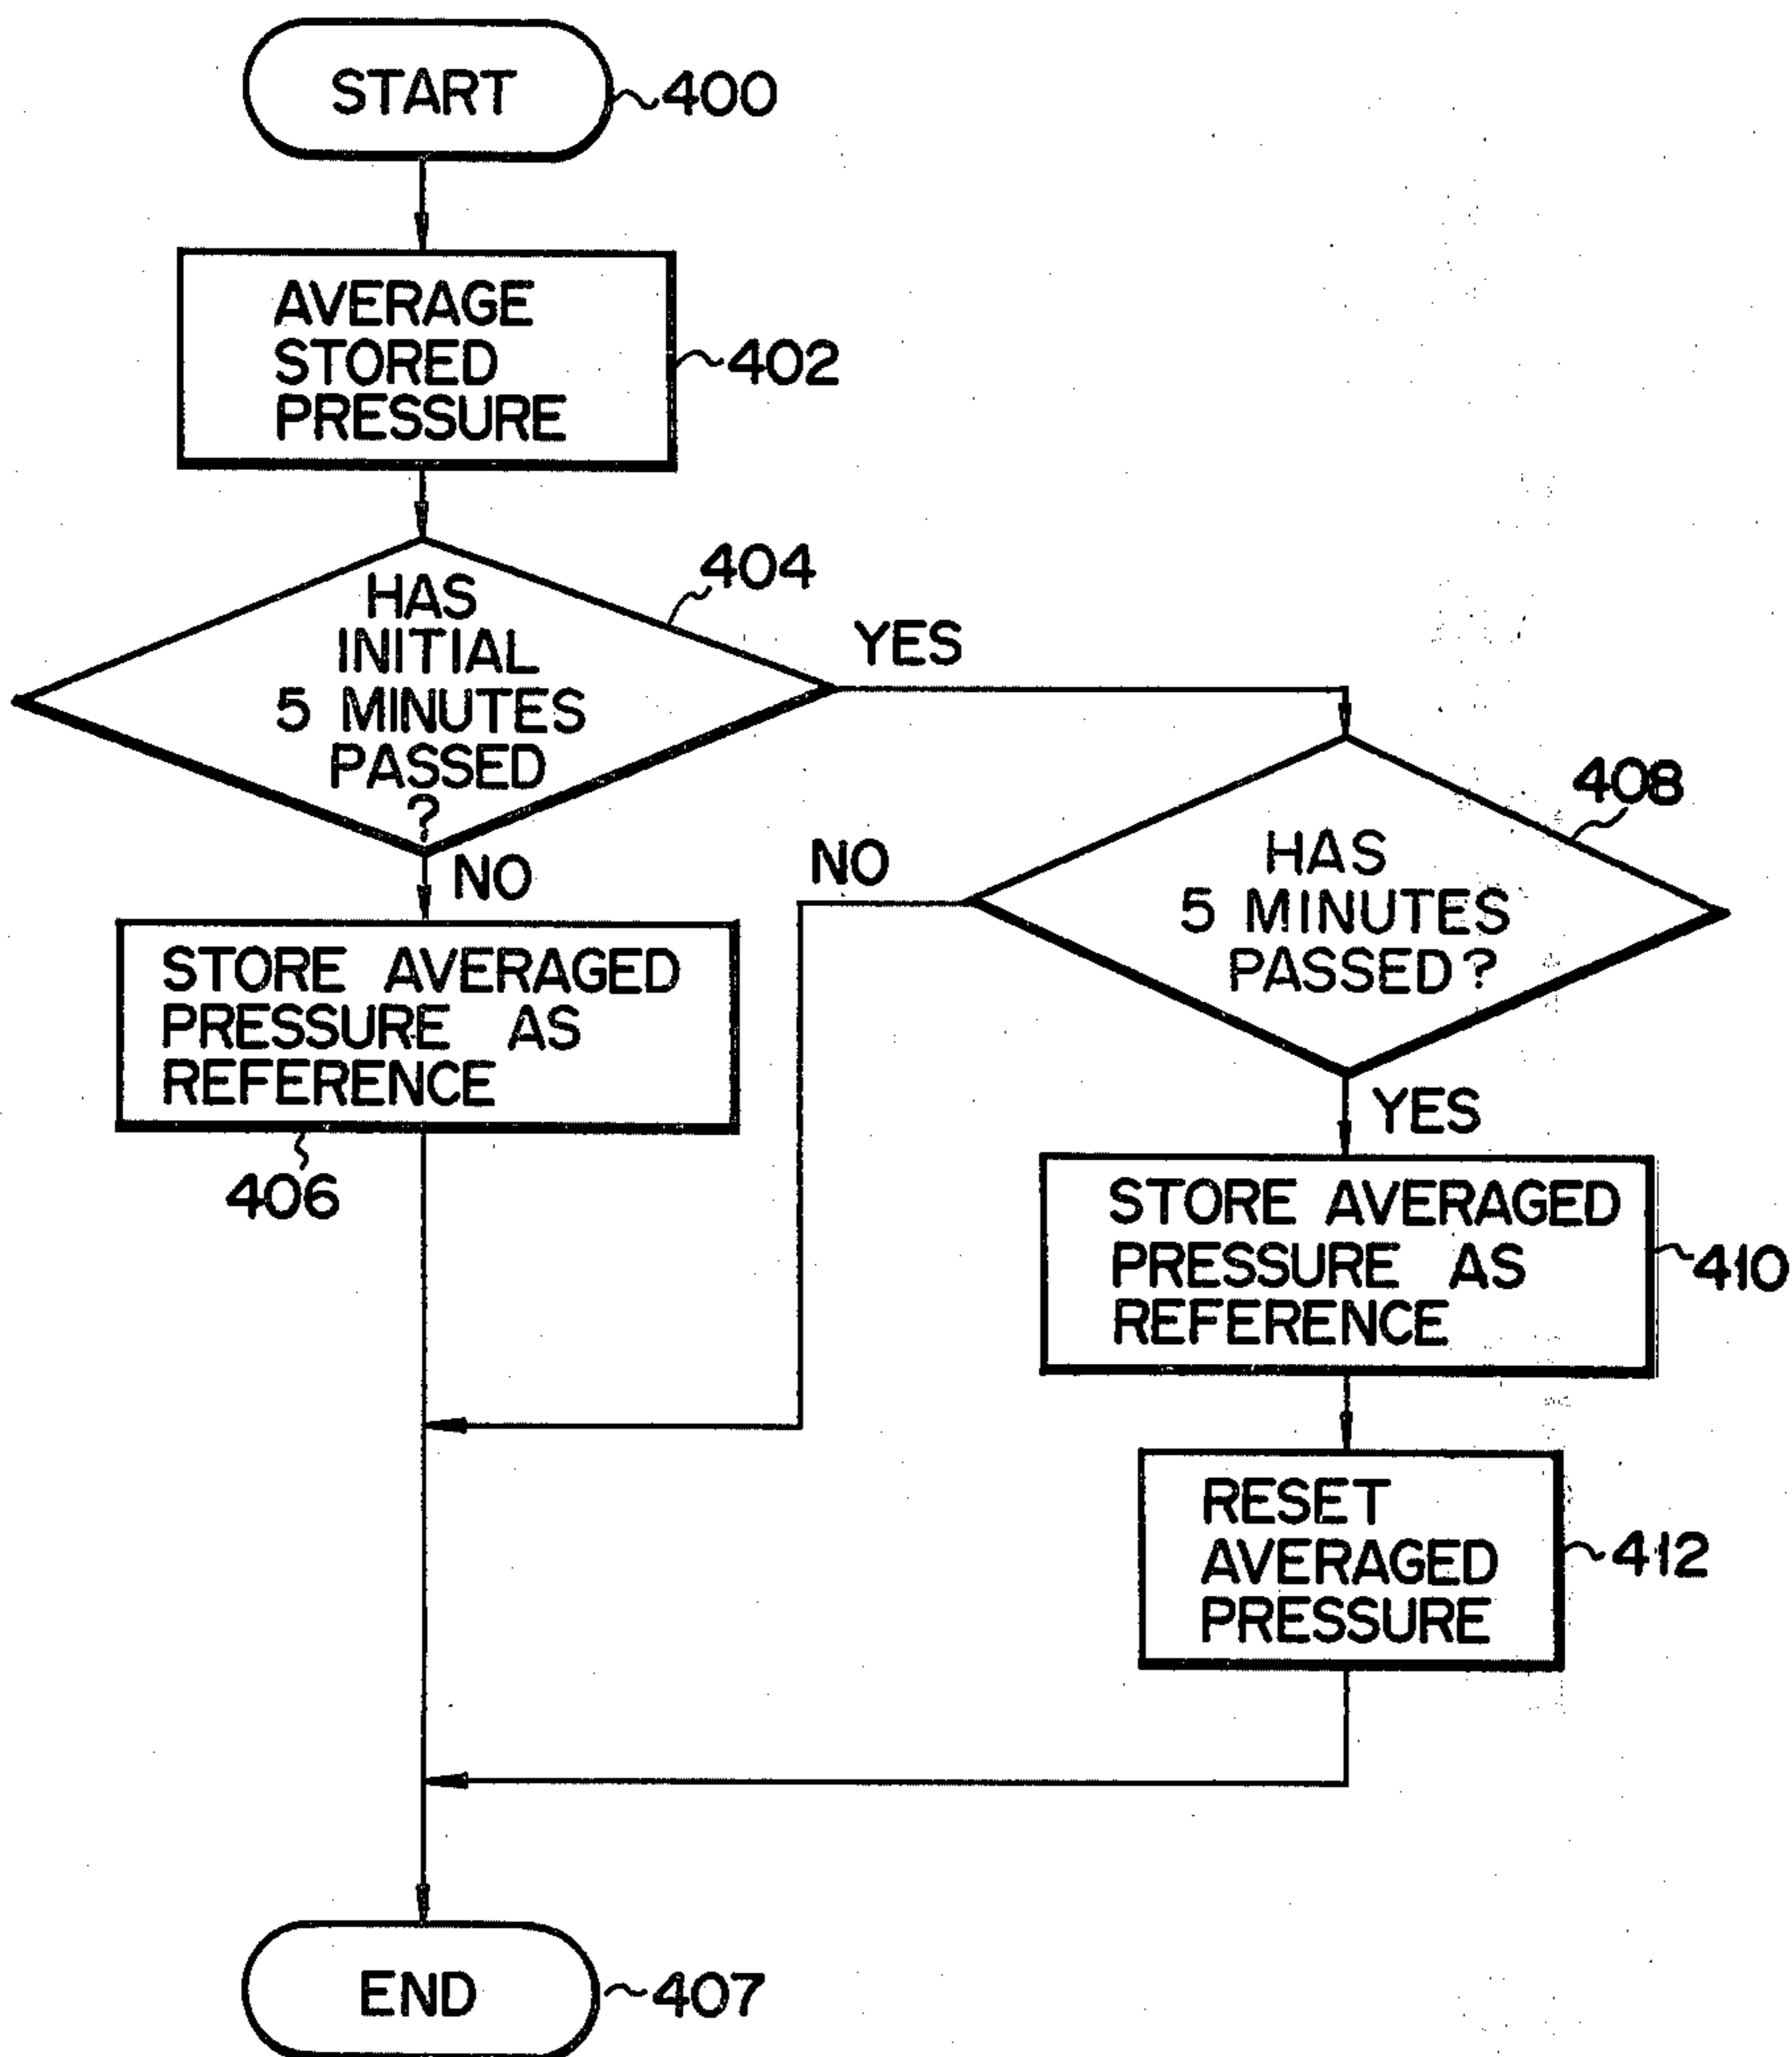 START
400
AVERAGE
STORED
PRESSURE
402
HAS
INITIAL
5 MINUTES
PASSED
?
404
YES
NO
STORE AVERAGED
PRESSURE AS
REFERENCE
406
HAS
5 MINUTES
PASSED?
408
NO
YES
STORE AVERAGED
PRESSURE AS
REFERENCE
410
RESET
AVERAGED
PRESSURE
412
END
407